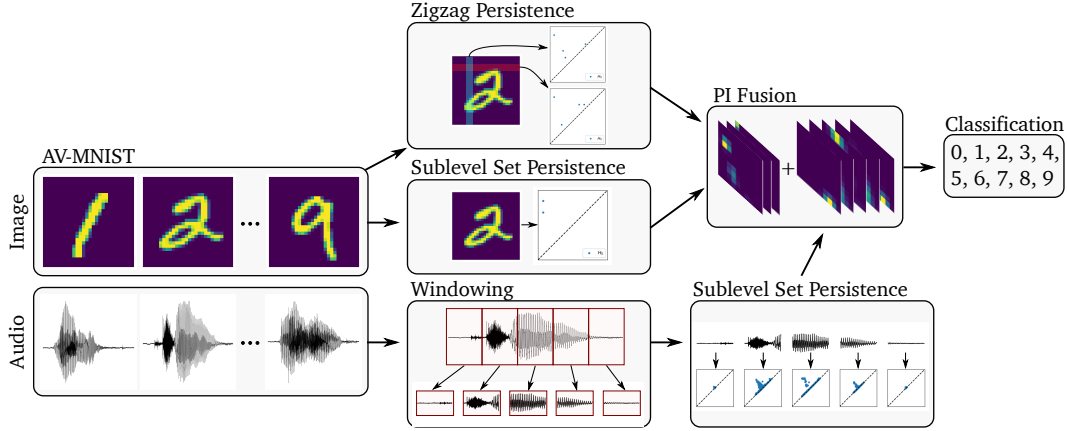 Zigzag Persistence
PI Fusion
Classification
0, 1, 2, 3, 4,
5, 6, 7, 8, 9
AV-MNIST
Sublevel Set Persistence
Image
...
+
Windowing
Sublevel Set Persistence
Audio
...